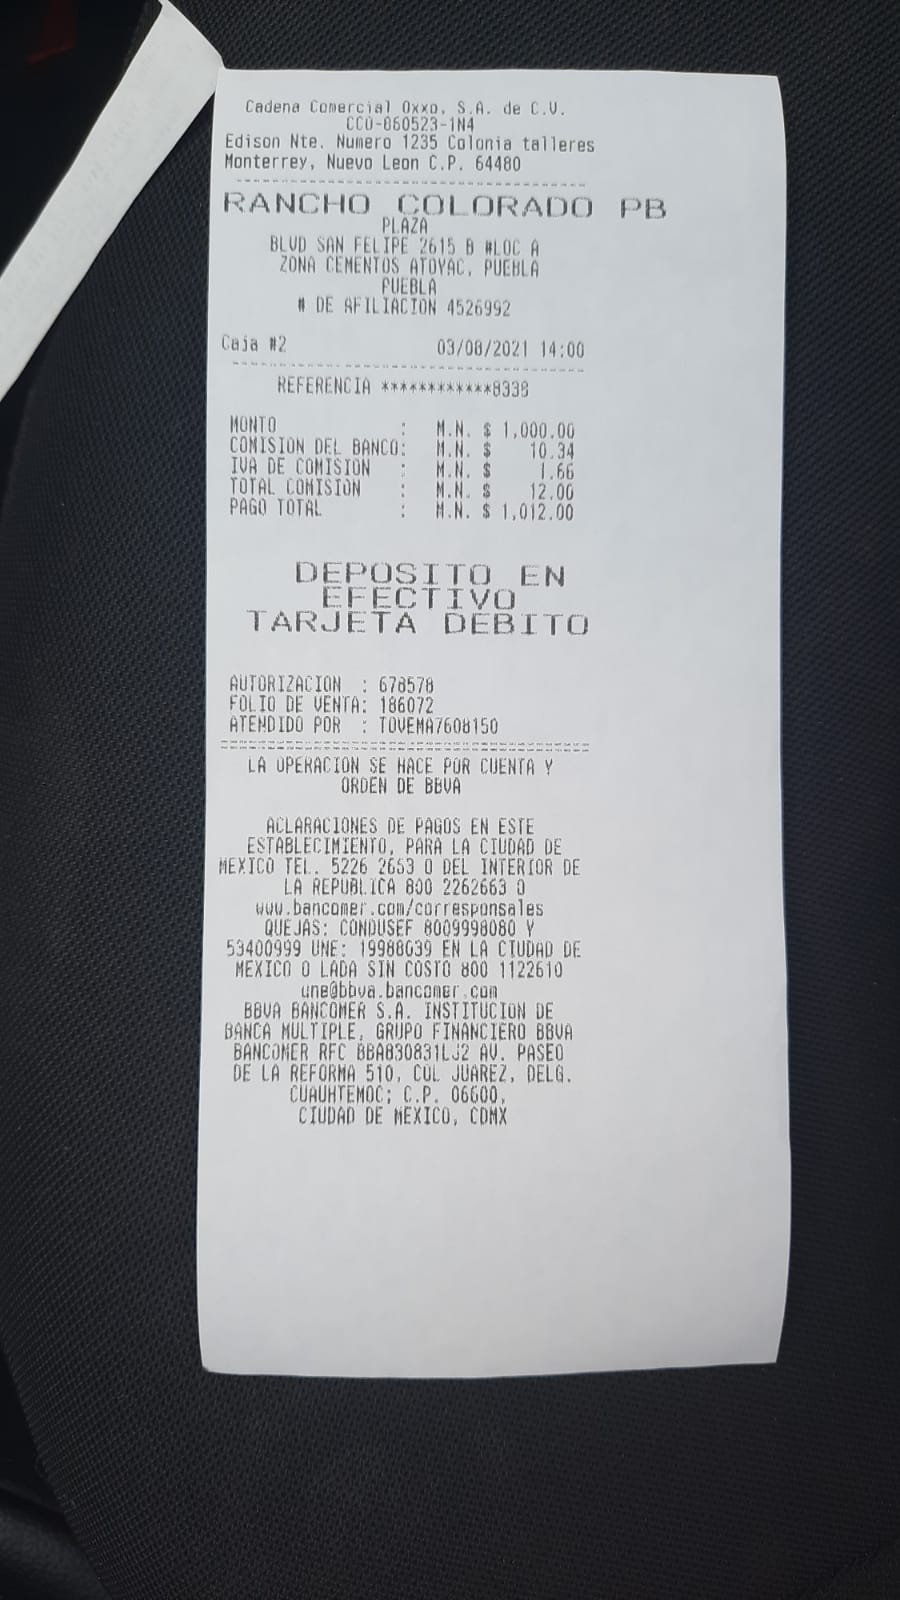 Cadena Comercial Oxxo, S.A. de C.V.
CCO-860523-1N4
Edison Nte. Numero 1235 Colonia talleres
Monterrey, Nuevo Leon C.P. 64480
RANCHO COLORADO PB
PLAZA
BLVD SAN FELIPE 2615 B #LOC A
ZONA CEMENTOS ATOYAC, PUEBLA
PUEBLA
# DE AFILIACION 4526992
Caja #2 03/08/2021 14:00
REFERENCIA ************8338
MONTO : M.N. $ 1,000.00
COMISION DEL BANCO: M.N. $ 10.34
IVA DE COMISION : M.N. $ 1.66
TOTAL COMISION : M.N. $ 12.00
PAGO TOTAL : M.N. $ 1,012.00
DEPOSITO EN
EFECTIVO
TARJETA DEBITO
AUTORIZACION : 678578
FOLIO DE VENTA: 186072
ATENDIDO POR : TOVEMA7608150
LA OPERACION SE HACE POR CUENTA Y
ORDEN DE BBVA
ACLARACIONES DE PAGOS EN ESTE
ESTABLECIMIENTO, PARA LA CIUDAD DE
MEXICO TEL. 5226 2653 O DEL INTERIOR DE
LA REPUBLICA 800 2262663 O
www.bancomer.com/corresponsales
QUEJAS: CONDUSEF 8009998080 Y
53400999 UNE: 19988039 EN LA CIUDAD DE
MEXICO O LADA SIN COSTO 800 1122610
une@bbva.bancomer.com
BBVA BANCOMER S.A. INSTITUCION DE
BANCA MULTIPLE, GRUPO FINANCIERO BBVA
BANCOMER RFC BBA830831LJ2 AV. PASEO
DE LA REFORMA 510, COL JUAREZ, DELG.
CUAUHTEMOC; C.P. 06600,
CIUDAD DE MEXICO, CDMX